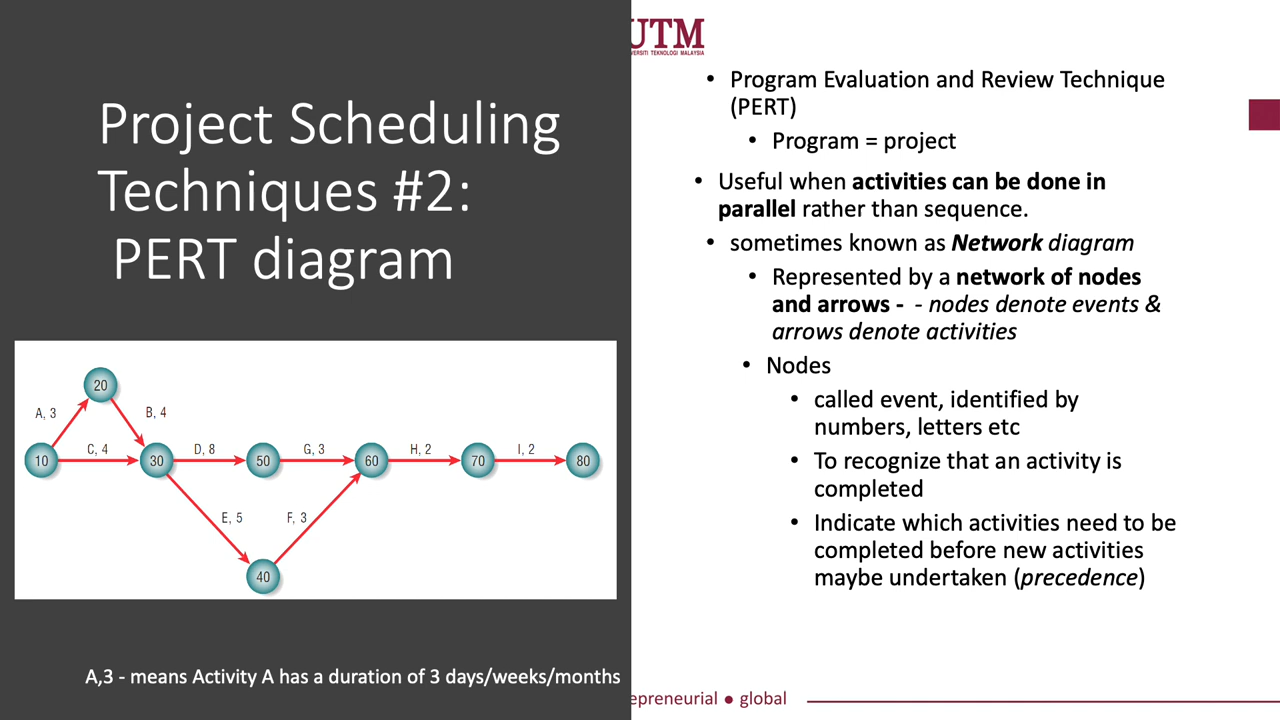 Project Scheduling
Techniques #2:
PERT diagram
20
A, 3
B, 4
C, 4
D, 8
G, 3
H, 2
I, 2
10
30
50
60
70
80
E, 5
F, 3
40
A,3 - means Activity A has a duration of 3 days/weeks/months
UTM
VERSITI TEKNOLOGI MALAYSIA
• Program Evaluation and Review Technique
(PERT)
• Program = project
• Useful when activities can be done in
parallel rather than sequence.
• sometimes known as Network diagram
• Represented by a network of nodes
and arrows - - nodes denote events &
arrows denote activities
• Nodes
• called event, identified by
numbers, letters etc
• To recognize that an activity is
completed
• Indicate which activities need to be
completed before new activities
maybe undertaken (precedence)
epreneurial ● global